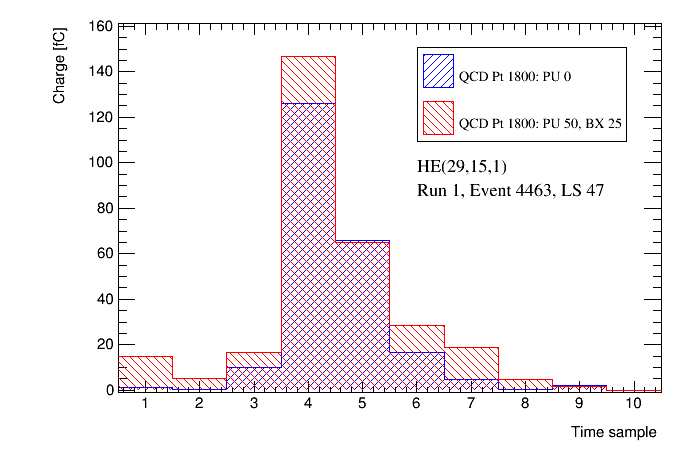 160
140
120
100
80
60
40
20
0
Charge [fC]
QCD Pt 1800: PU 0
QCD Pt 1800: PU 50, BX 25
HE(29,15,1)
Run 1, Event 4463, LS 47
1 2 3 4 5 6 7 8 9 10
Time sample